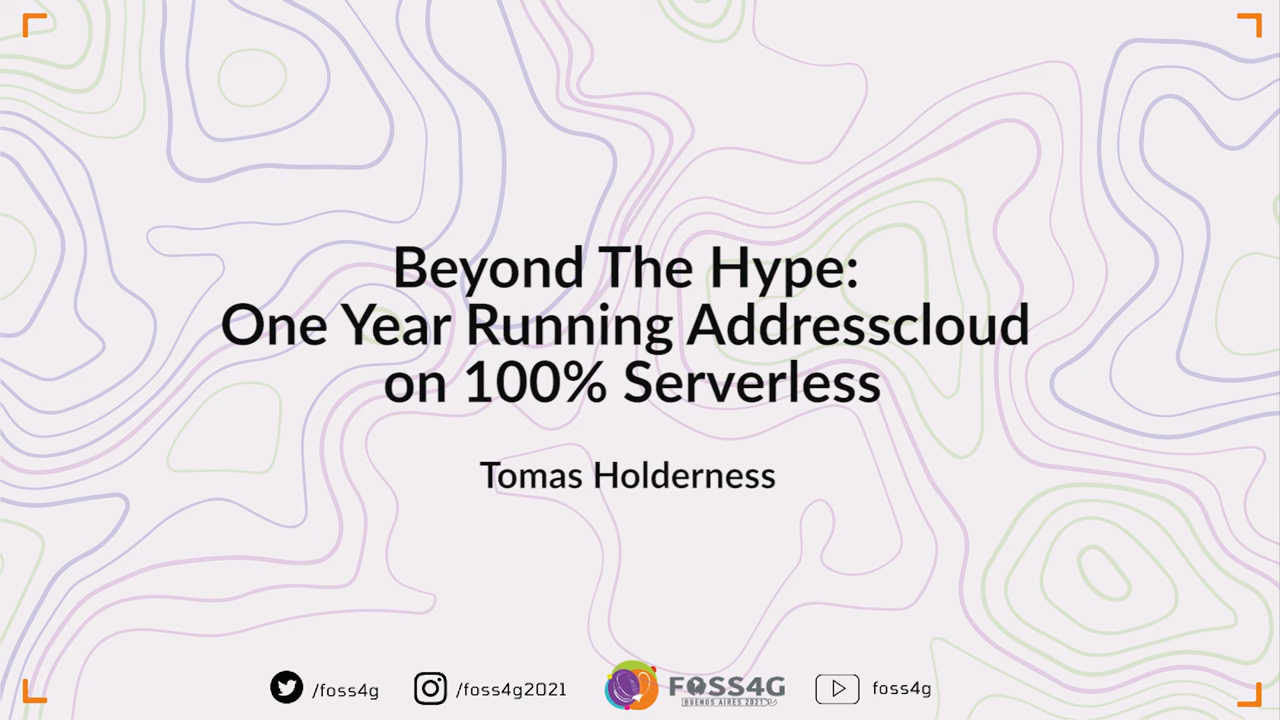 Beyond The Hype:
One Year Running Addresscloud
on 100% Serverless
Tomas Holderness
/foss4g
/foss4g2021
FOSS4G
BUENOS AIRES 2021
foss4g